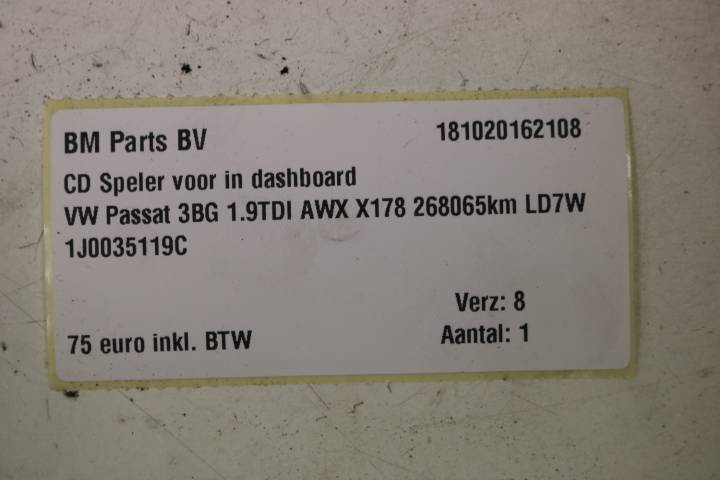 BM Parts BV 181020162108
CD Speler voor in dashboard
VW Passat 3BG 1.9TDI AWX X178 268065km LD7W
1J0035119C
Verz: 8
75 euro inkl. BTW Aantal: 1